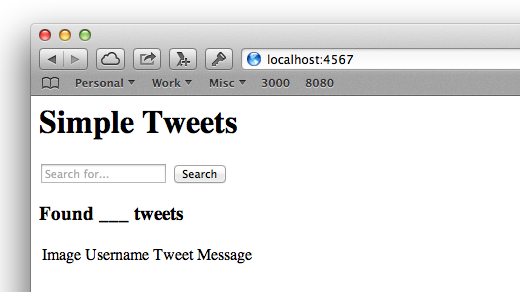 localhost:4567
Personal Work Misc 3000 8080
Simple Tweets
Search for... Search
Found ___ tweets
Image Username Tweet Message